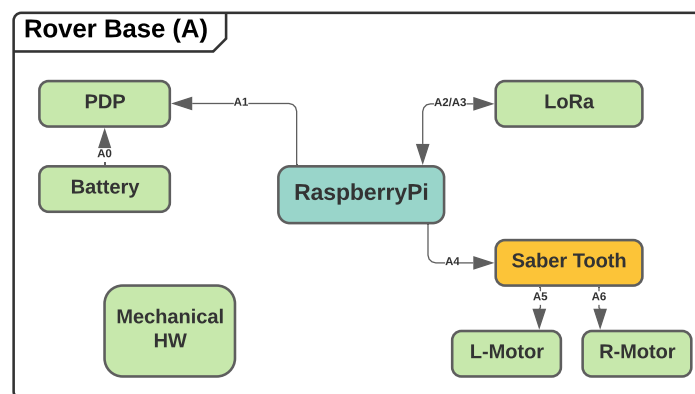 Rover Base (A)
PDP
A1
A2/A3
LoRa
A0
Battery
RaspberryPi
A4
Saber Tooth
A5
A6
Mechanical
HW
L-Motor
R-Motor